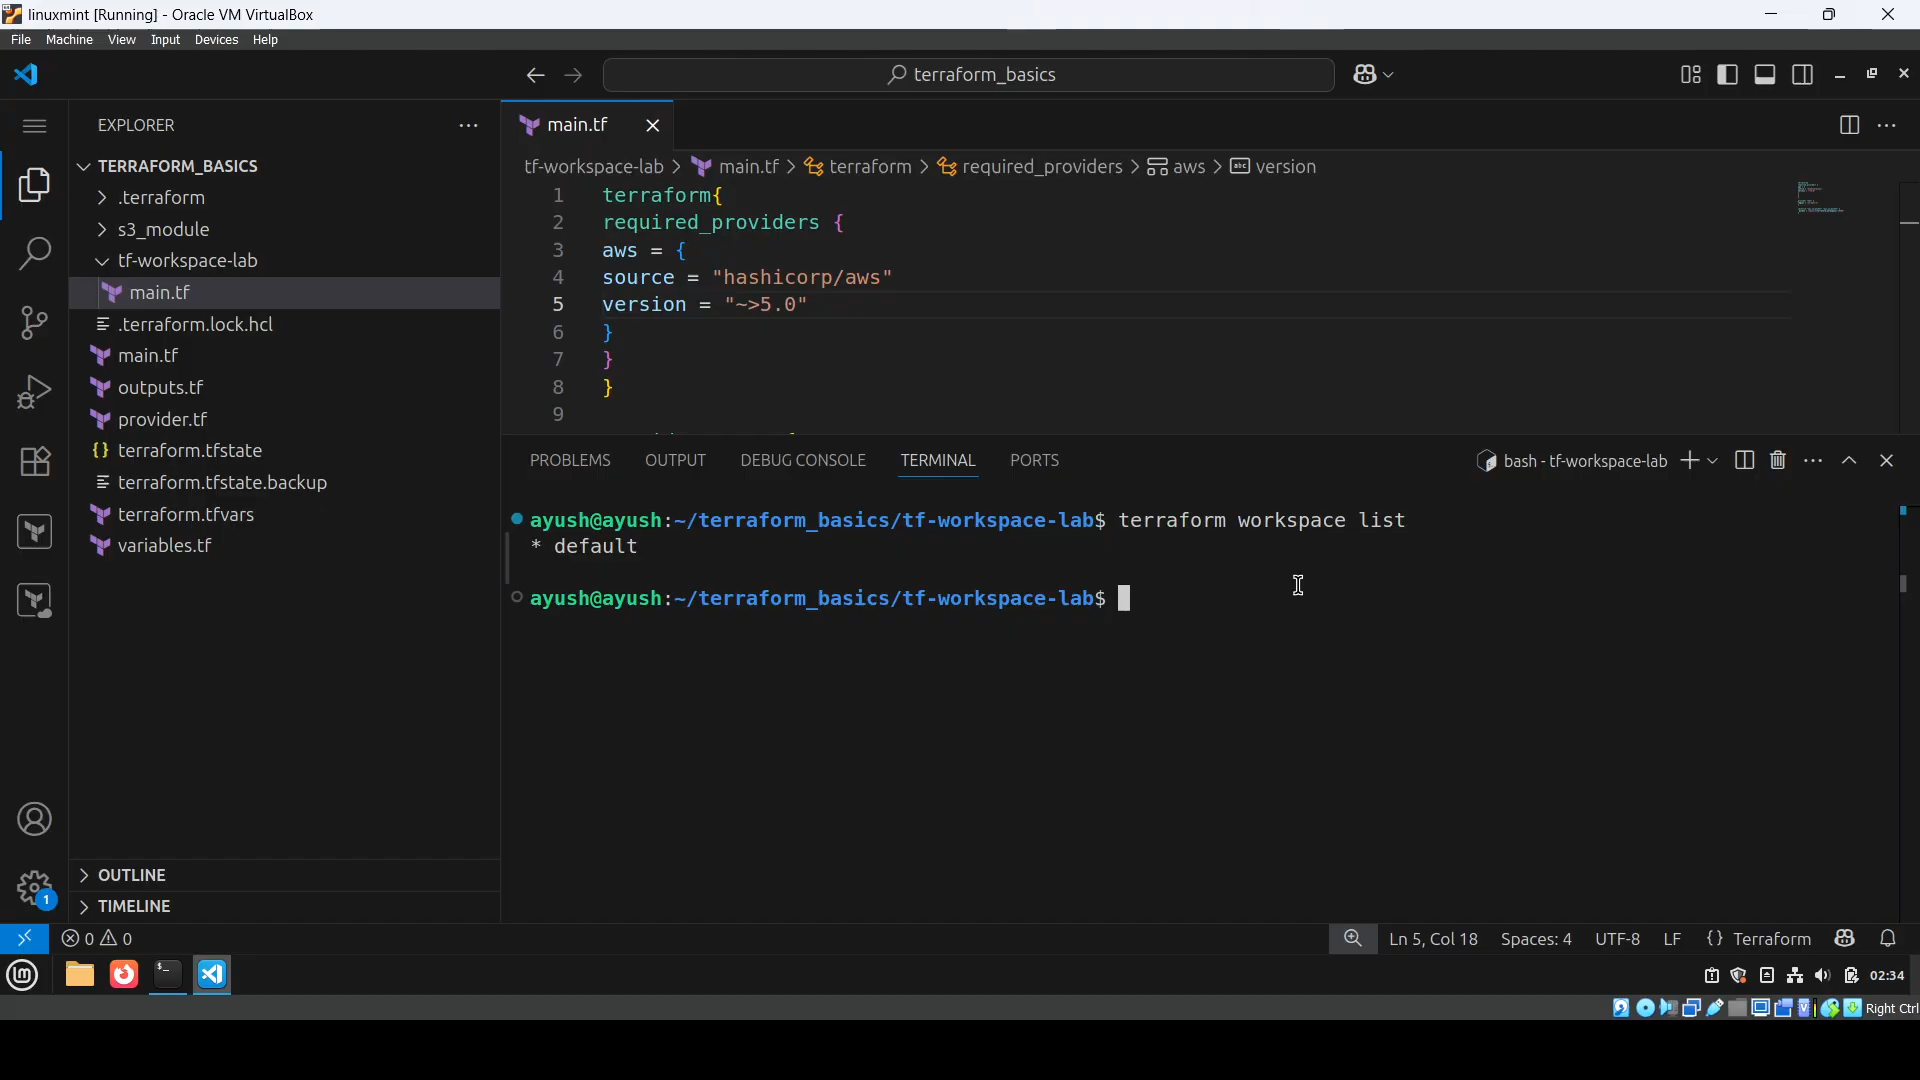 linuxmint [Running] - Oracle VM VirtualBox
File Machine View Input Devices Help
terraform_basics
EXPLORER
TERRAFORM_BASICS
.terraform
s3_module
tf-workspace-lab
main.tf
.terraform.lock.hcl
main.tf
outputs.tf
provider.tf
{} terraform.tfstate
terraform.tfstate.backup
terraform.tfvars
variables.tf
OUTLINE
TIMELINE
1
main.tf
tf-workspace-lab > main.tf > terraform > required_providers > aws > abc version
1 terraform{
2 required_providers {
3 aws = {
4 source = "hashicorp/aws"
5 version = "~>5.0"
6 }
7 }
8 }
9
PROBLEMS OUTPUT DEBUG CONSOLE TERMINAL PORTS
bash - tf-workspace-lab
ayush@ayush:~/terraform_basics/tf-workspace-lab$ terraform workspace list
* default
ayush@ayush:~/terraform_basics/tf-workspace-lab$
0 0
Ln 5, Col 18 Spaces: 4 UTF-8 LF {} Terraform
02:34
Right Ctrl